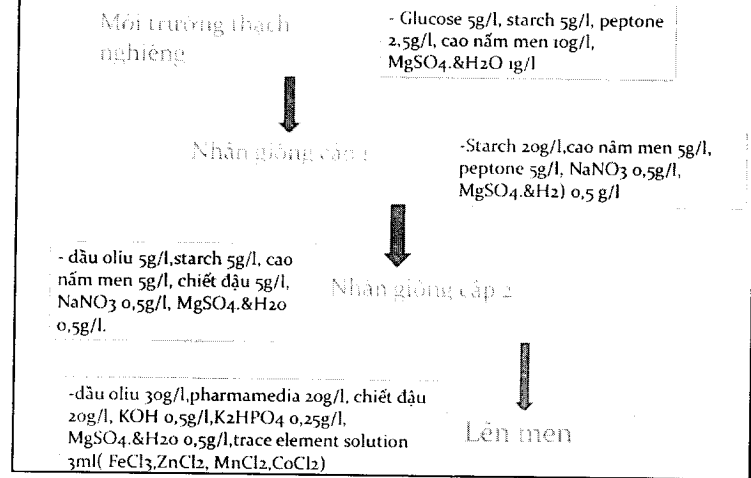 Môi trường thạch
nghiêng
- Glucose 5g/l, starch 5g/l, peptone
2,5g/l, cao nấm men 10g/l,
MgSO4.&H2O 1g/l
Nhân giống cấp 1
-Starch 20g/l,cao nấm men 5g/l,
peptone 5g/l, NaNO3 0,5g/l,
MgSO4.&H2) 0,5 g/l
- dầu oliu 5g/l,starch 5g/l, cao
nấm men 5g/l, chiết đậu 5g/l,
NaNO3 0,5g/l, MgSO4.&H20
0,5g/l.
Nhân giống cấp 2
-dầu oliu 30g/l,pharmamedia 20g/l, chiết đậu
20g/l, KOH 0,5g/l,K2HPO4 0,25g/l,
MgSO4.&H20 0,5g/l,trace element solution
3ml( FeCl3,ZnCl2, MnCl2,CoCl2)
Lên men